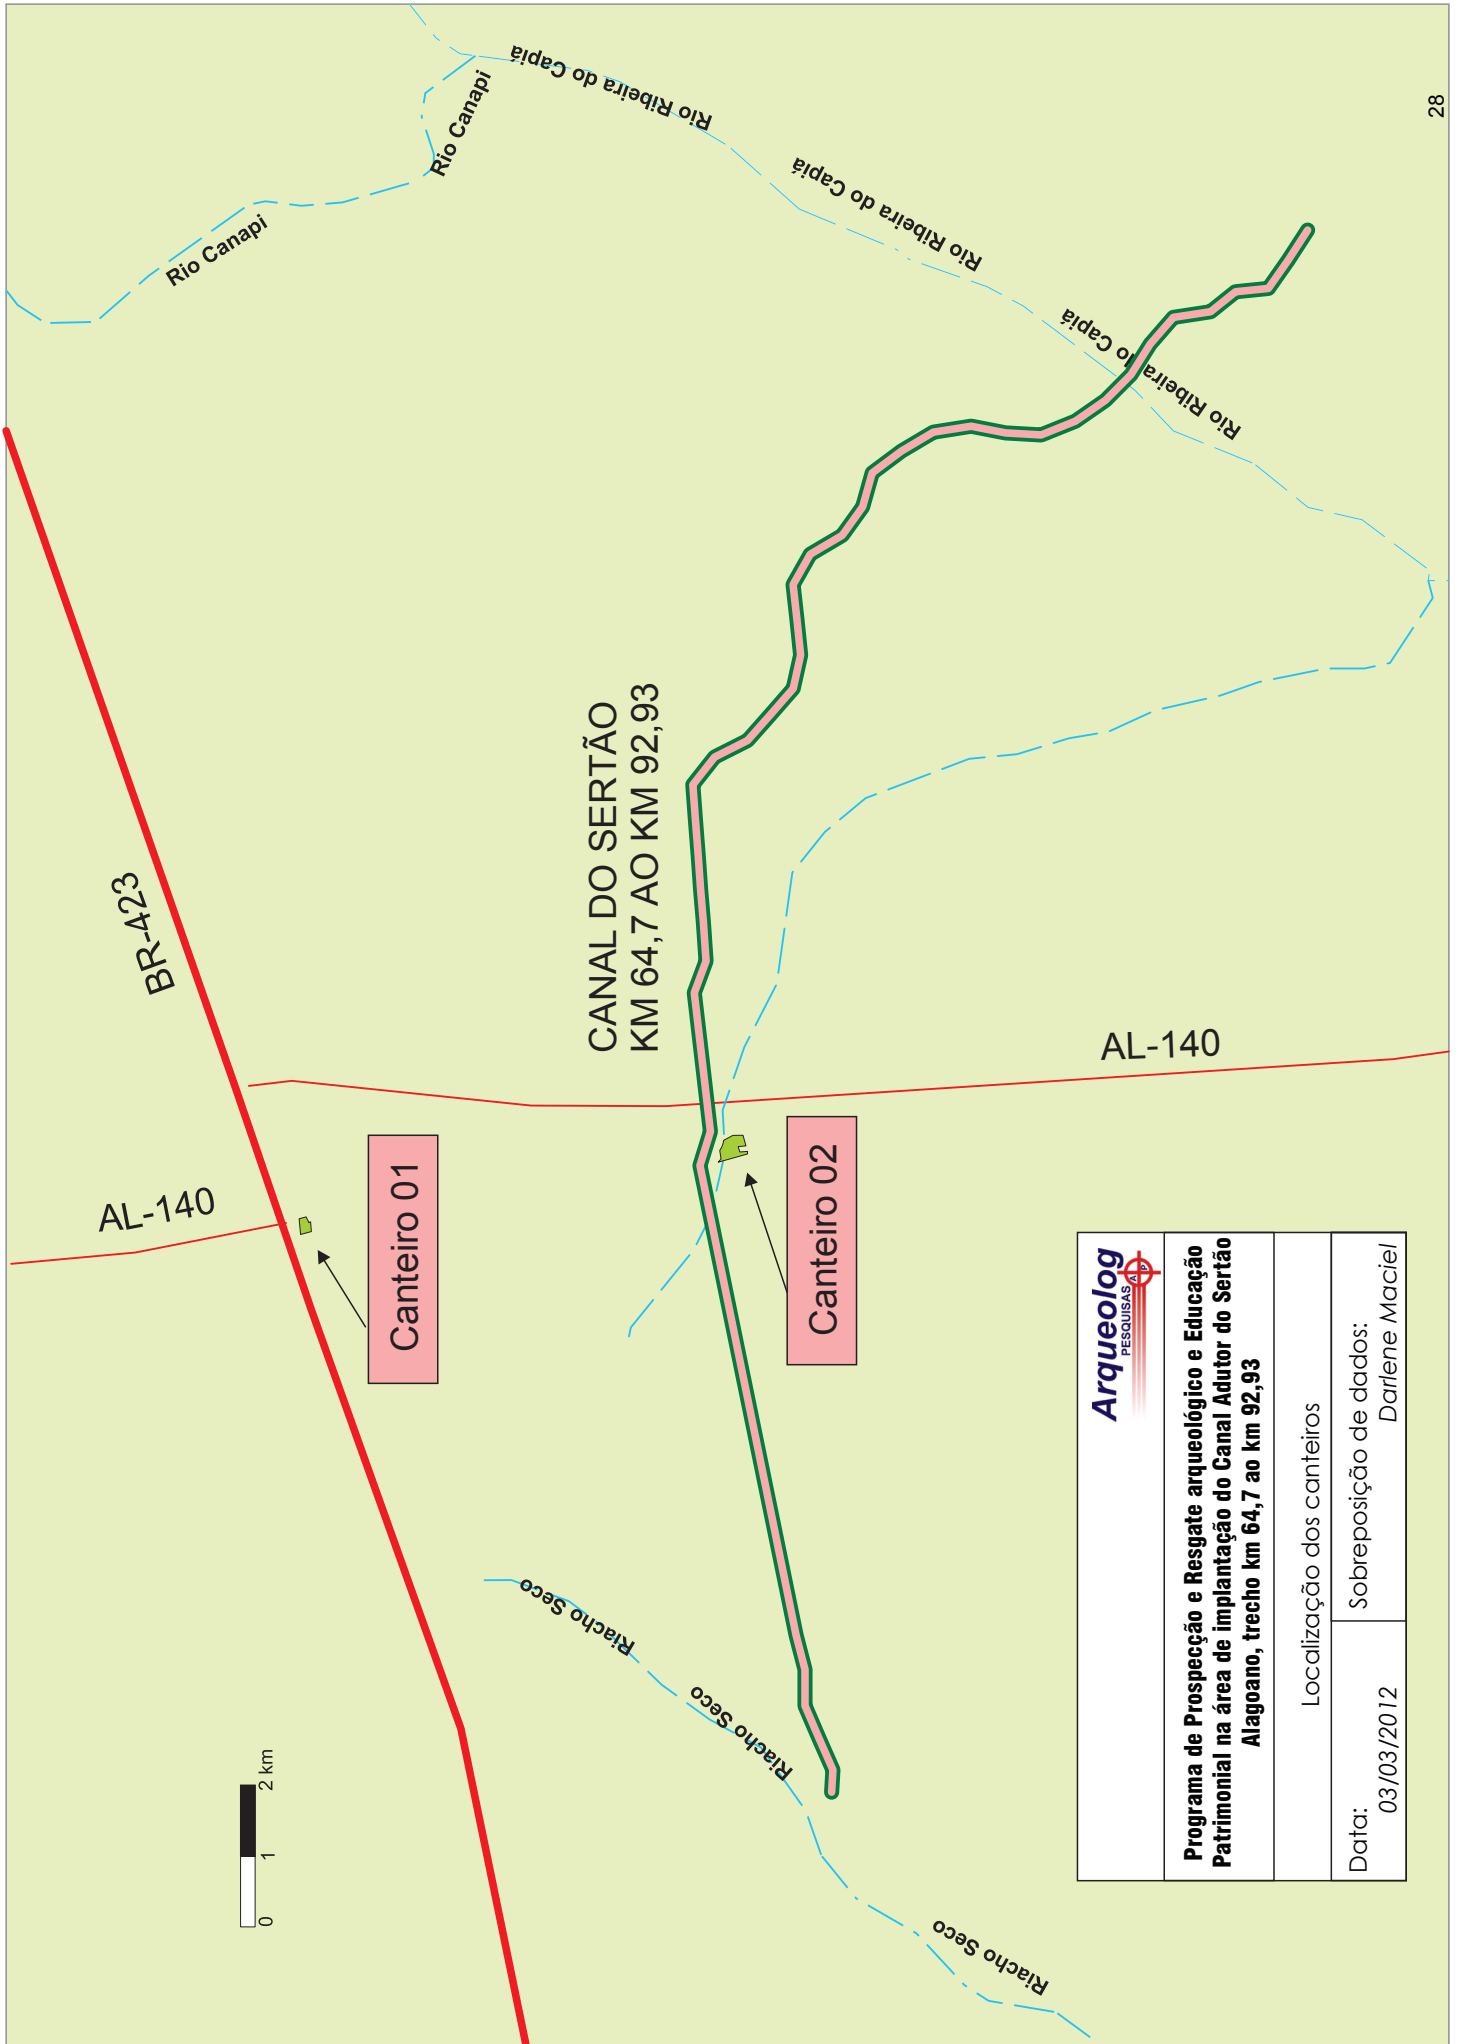 Rio Canapi
Rio Canapi
Rio Ribeira do Capiá
Rio Ribeira do Capiá
Rio Ribeira do Capiá
BR-423
AL-140
AL-140
CANAL DO SERTÃO
KM 64,7 AO KM 92,93
Canteiro 01
Canteiro 02
Riacho Seco
Riacho Seco
Riacho Seco
0 1 2 km
Arqueolog
PESQUISAS
A P
Programa de Prospecção e Resgate arqueológico e Educação
Patrimonial na área de implantação do Canal Adutor do Sertão
Alagoano, trecho km 64,7 ao km 92,93
Localização dos canteiros
Data:
03/03/2012
Sobreposição de dados:
Darlene Maciel
28